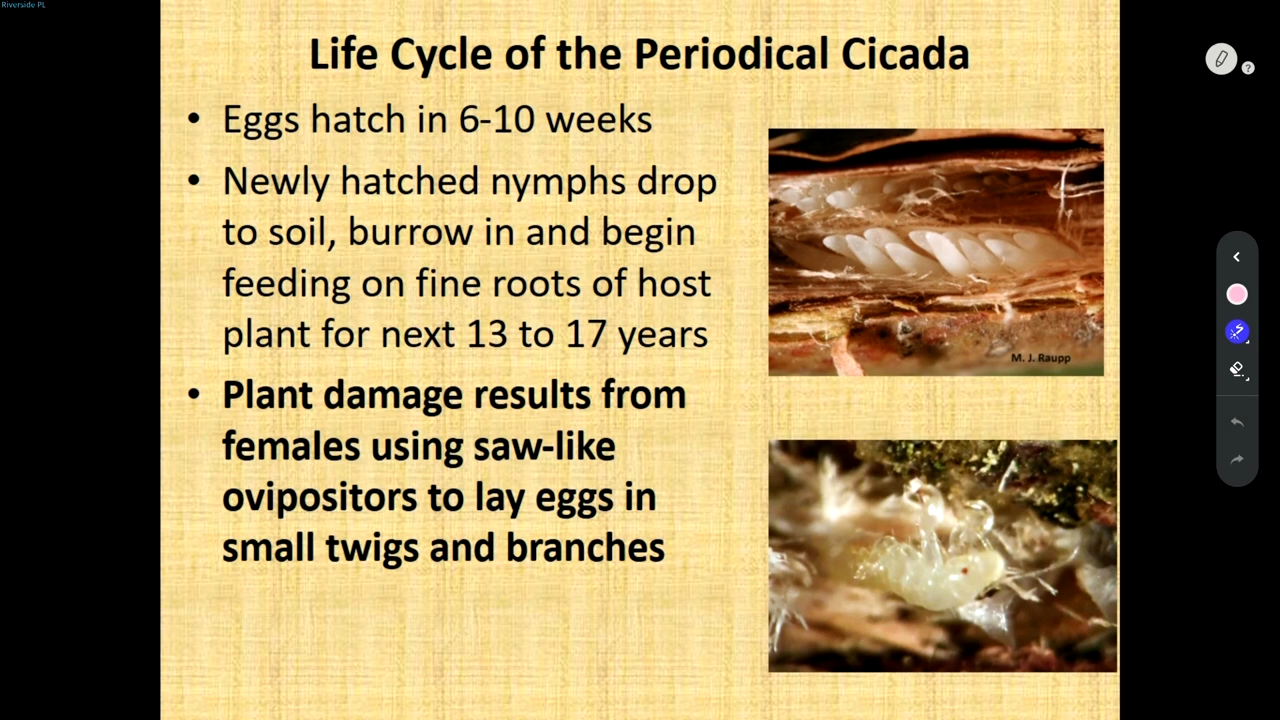 Riverside PL
Life Cycle of the Periodical Cicada
• Eggs hatch in 6-10 weeks
• Newly hatched nymphs drop
to soil, burrow in and begin
feeding on fine roots of host
plant for next 13 to 17 years
• Plant damage results from
females using saw-like
ovipositors to lay eggs in
small twigs and branches
M. J. Raupp
?